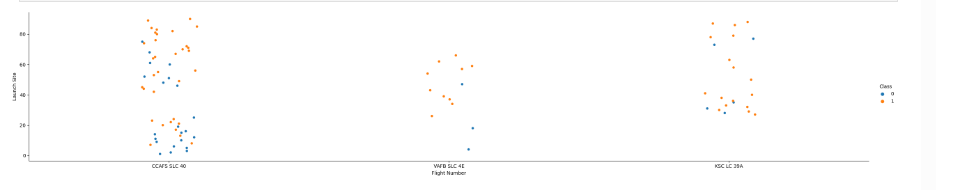 80
60
40
20
0
Launch Site
CCAFS SLC 40
VAFB SLC 4E
KSC LC 39A
Flight Number
Class
0
1